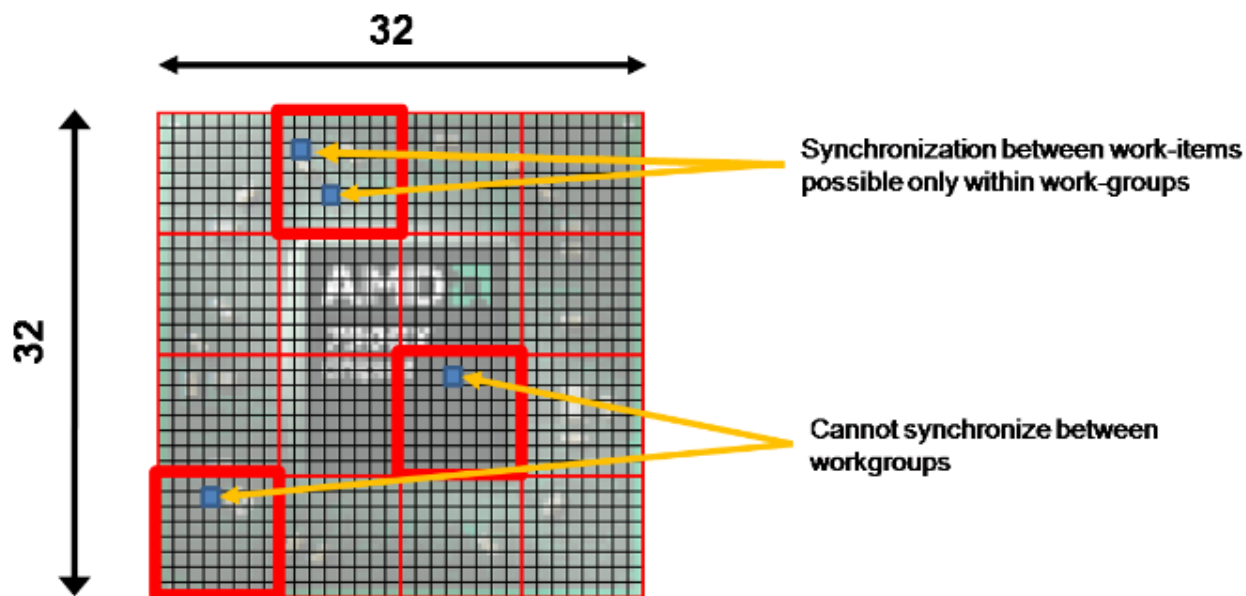 32
32
Synchronization between work-items
possible only within work-groups
AMD
Cannot synchronize between
workgroups